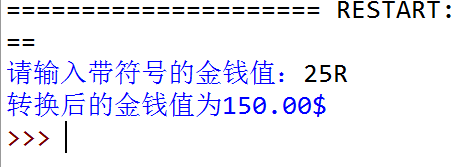 ===================== RESTART:
==
请输入带符号的金钱值：25R
转换后的金钱值为150.00$
>>>